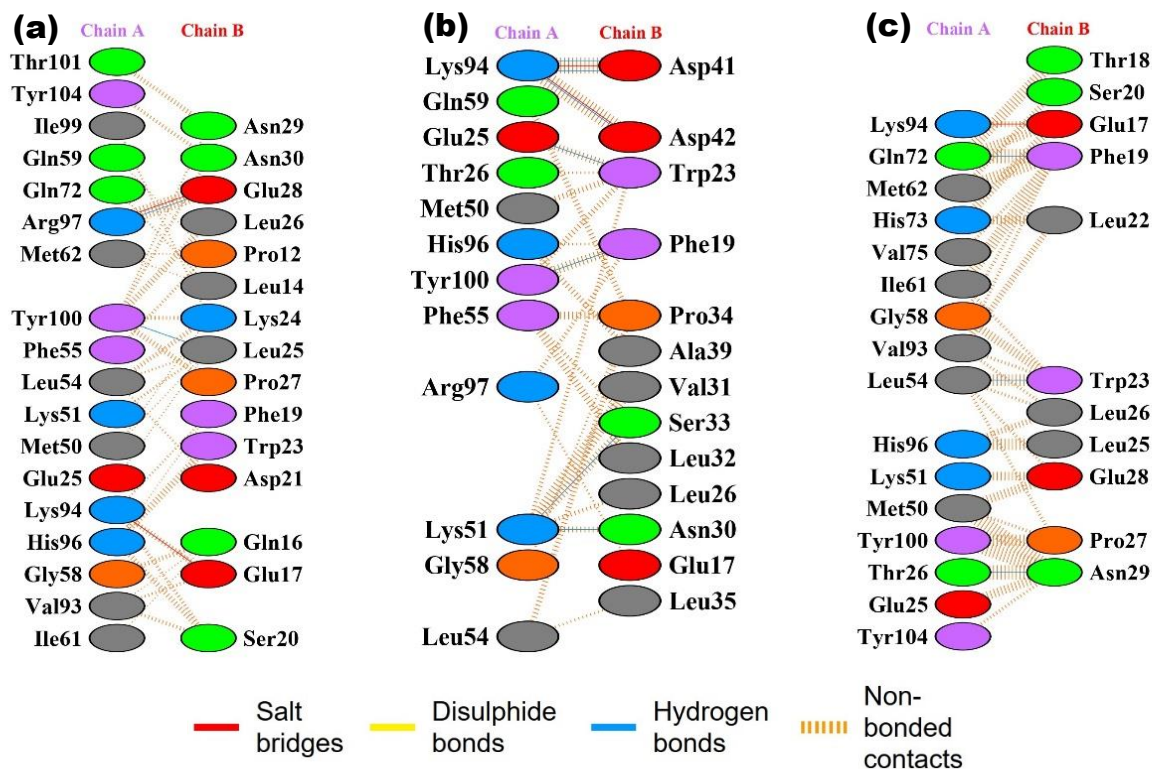 (a)
Chain A Chain B
Thr101
Tyr104
Ile99 Asn29
Gln59 Asn30
Gln72 Glu28
Arg97 Leu26
Met62 Pro12
Leu14
Tyr100 Lys24
Phe55 Leu25
Leu54 Pro27
Lys51 Phe19
Met50 Trp23
Glu25 Asp21
Lys94
His96 Gln16
Gly58 Glu17
Val93
Ile61 Ser20
(b)
Chain A Chain B
Lys94 Asp41
Gln59
Glu25 Asp42
Thr26 Trp23
Met50
His96 Phe19
Tyr100
Phe55 Pro34
Ala39
Arg97 Val31
Ser33
Leu32
Leu26
Lys51 Asn30
Gly58 Glu17
Leu35
Leu54
(c)
Chain A Chain B
Thr18
Ser20
Lys94 Glu17
Gln72 Phe19
Met62
His73 Leu22
Val75
Ile61
Gly58
Val93
Leu54 Trp23
Leu26
His96 Leu25
Lys51 Glu28
Met50
Tyr100 Pro27
Thr26 Asn29
Glu25
Tyr104
Salt
bridges
Disulphide
bonds
Hydrogen
bonds
Non-
bonded
contacts